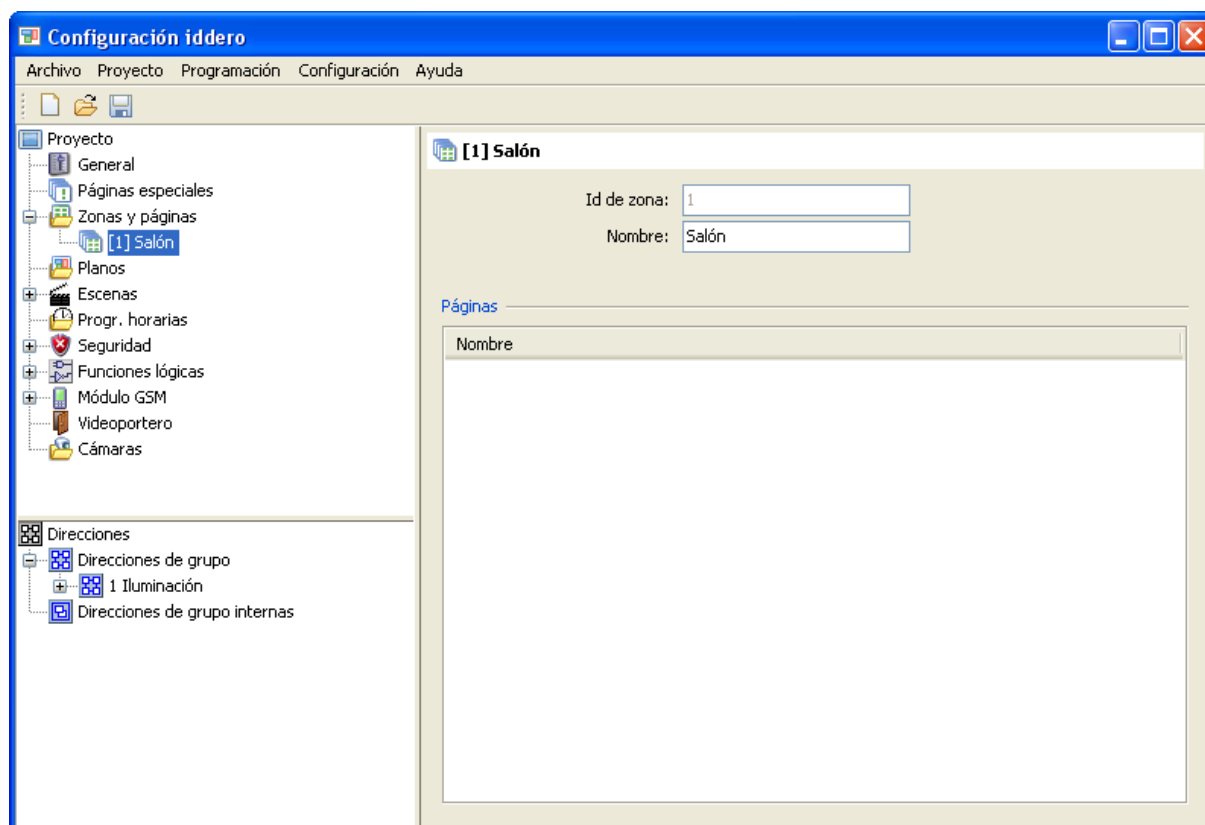 Configuración iddero
Archivo Proyecto Programación Configuración Ayuda
Proyecto
General
Páginas especiales
Zonas y páginas
[1] Salón
Planos
Escenas
Progr. horarias
Seguridad
Funciones lógicas
Módulo GSM
Videoportero
Cámaras
Direcciones
Direcciones de grupo
1 Iluminación
Direcciones de grupo internas
[1] Salón
Id de zona: 1
Nombre: Salón
Páginas
Nombre